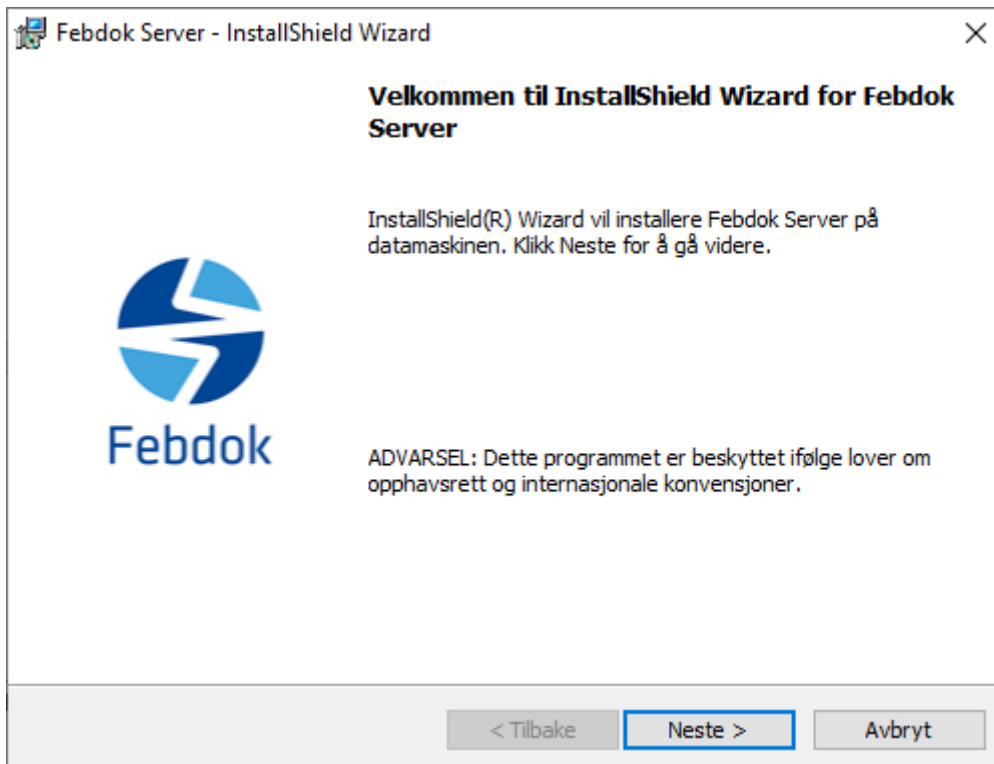 Febdok Server - InstallShield Wizard
Velkommen til InstallShield Wizard for Febdok
Server
InstallShield(R) Wizard vil installere Febdok Server på
datamaskinen. Klikk Neste for å gå videre.
Febdok
ADVARSEL: Dette programmet er beskyttet ifølge lover om
opphavsrett og internasjonale konvensjoner.
< Tilbake
Neste >
Avbryt